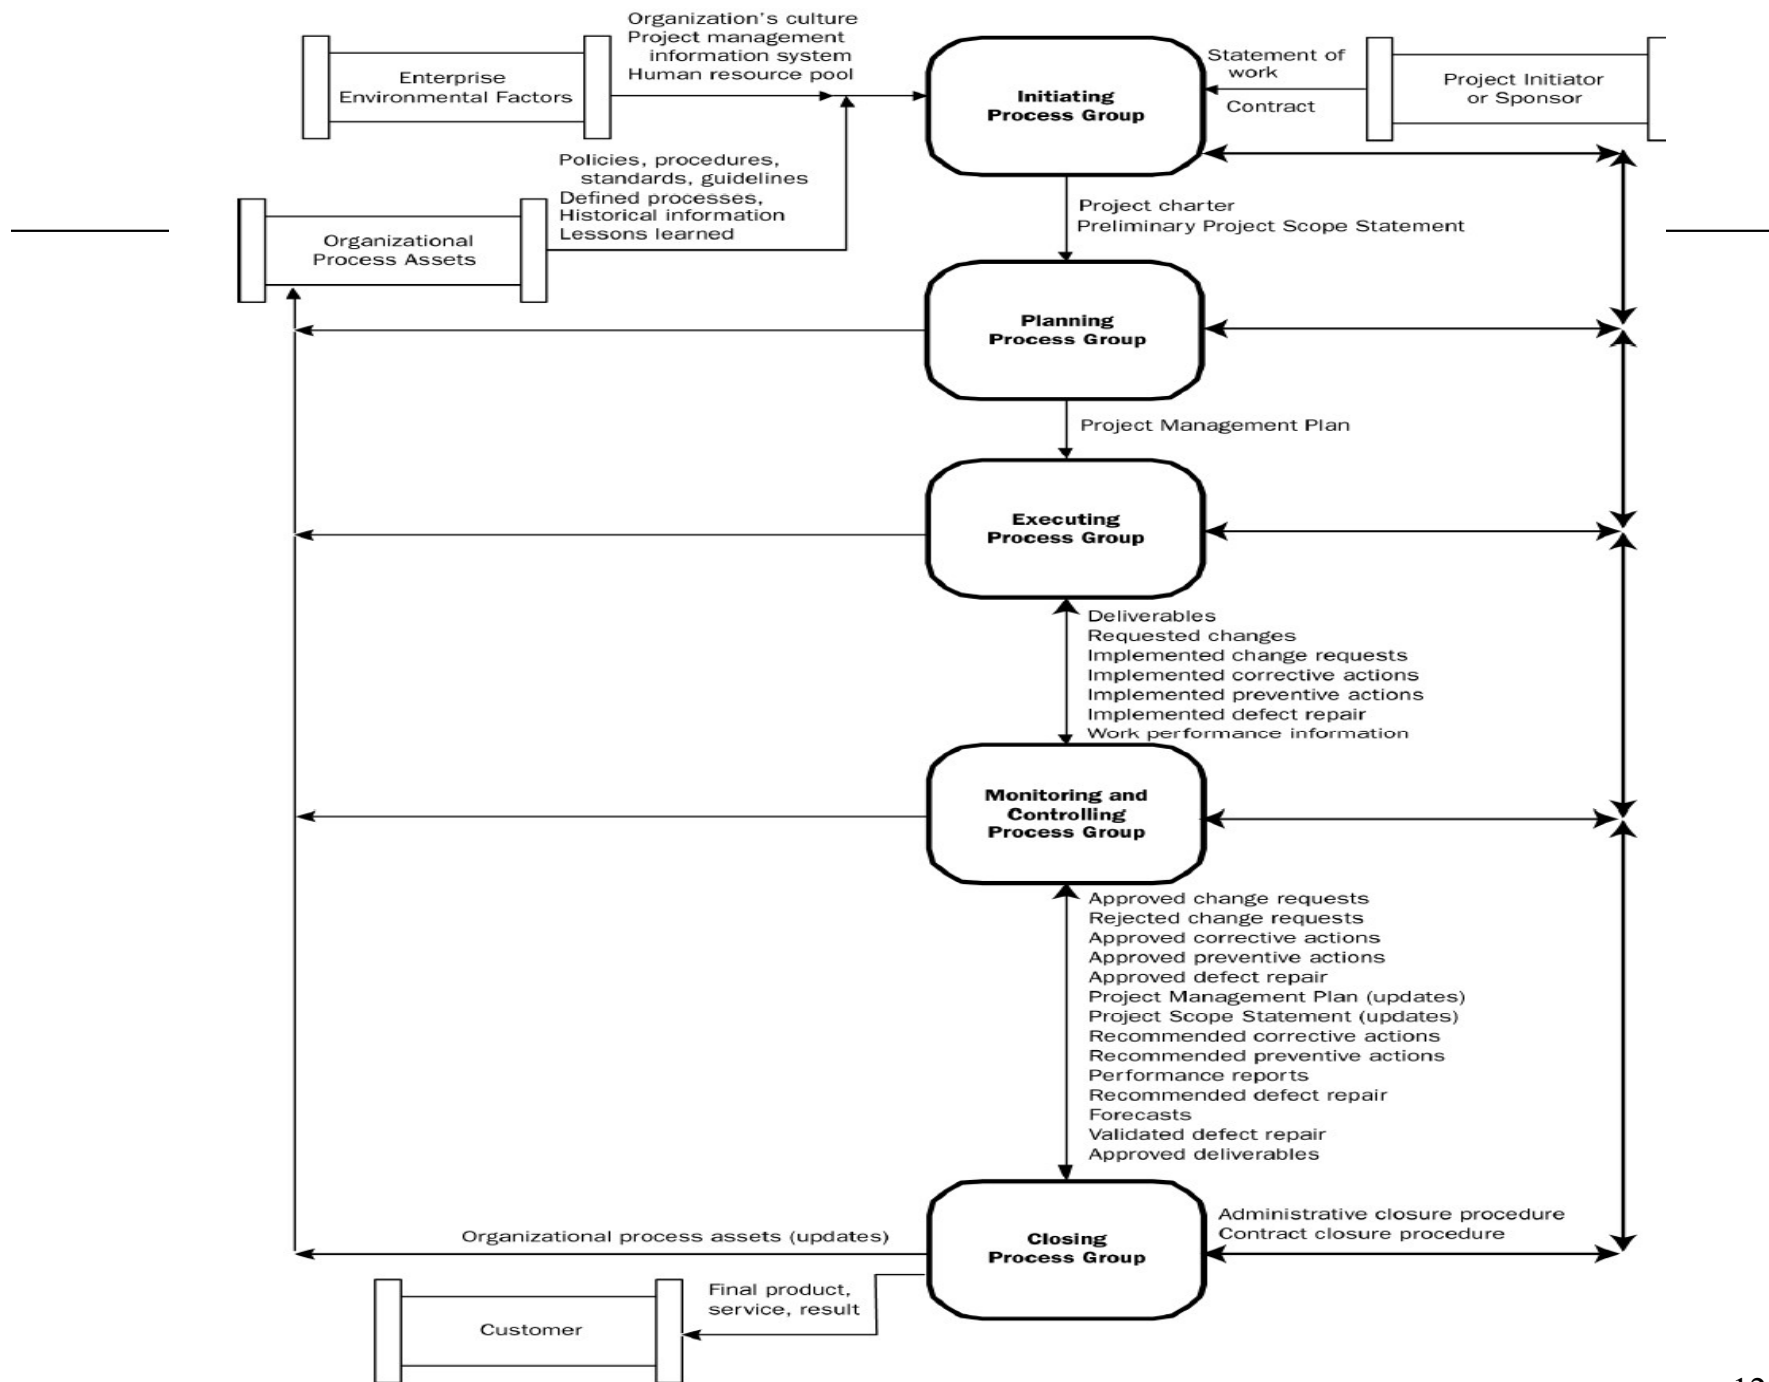 Organization's culture
Project management
information system
Human resource pool
Enterprise
Environmental Factors
Initiating
Process Group
Statement of
work
Contract
Project Initiator
or Sponsor
Policies, procedures,
standards, guidelines
Defined processes,
Historical information
Lessons learned
Organizational
Process Assets
Project charter
Preliminary Project Scope Statement
Planning
Process Group
Project Management Plan
Executing
Process Group
Deliverables
Requested changes
Implemented change requests
Implemented corrective actions
Implemented preventive actions
Implemented defect repair
Work performance information
Monitoring and
Controlling
Process Group
Approved change requests
Rejected change requests
Approved corrective actions
Approved preventive actions
Approved defect repair
Project Management Plan (updates)
Project Scope Statement (updates)
Recommended corrective actions
Recommended preventive actions
Performance reports
Recommended defect repair
Forecasts
Validated defect repair
Approved deliverables
Organizational process assets (updates)
Closing
Process Group
Administrative closure procedure
Contract closure procedure
Final product,
service, result
Customer